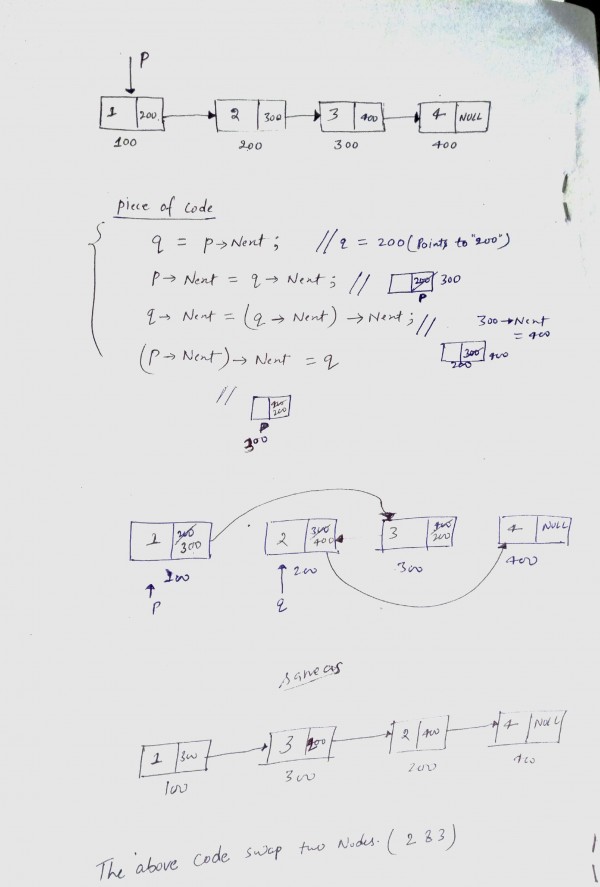 P
1 200 2 300 3 400 4 NULL
100 200 300 400
piece of code
q = p→Next; // q = 200 (Points to "200")
P→Next = q→Next; // 200 300
P
q→Next = (q→Next)→Next; // 300→Next
= 400
300 400
200
(P→Next)→Next = q
// 400
200
P
300
1 200 300 2 300 400 3 400 200 4 NULL
100 200 300 400
P q
same as
1 300 3 200 2 400 4 NULL
100 300 200 400
The above code swap two Nodes. (2 & 3)